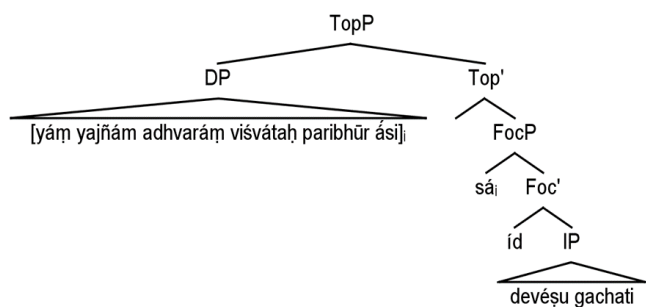 TopP
DP Top'
[yáṃ yajñám adhvaráṃ viśvátaḥ paribhūr ási]i FocP
sái Foc'
íd IP
devéṣu gachati